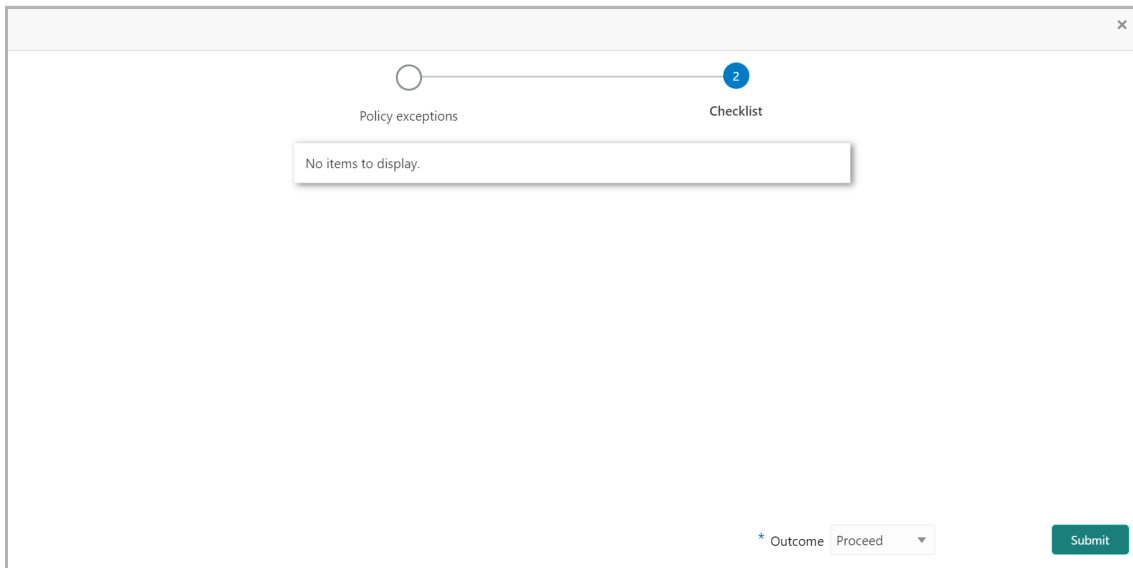 ×
2
Policy exceptions
Checklist
No items to display.
* Outcome Proceed
Submit